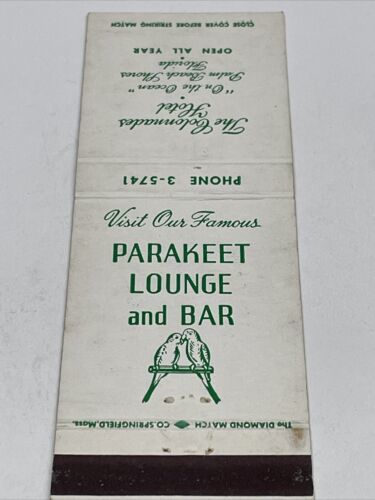 CLOSE COVER BEFORE STRIKING MATCH
The Colonnades
Hotel
"On the Ocean"
Palm Beach Shores
Florida
OPEN ALL YEAR
PHONE 3-5741
Visit Our Famous
PARAKEET
LOUNGE
and BAR
The DIAMOND MATCH CO. SPRINGFIELD, MASS.